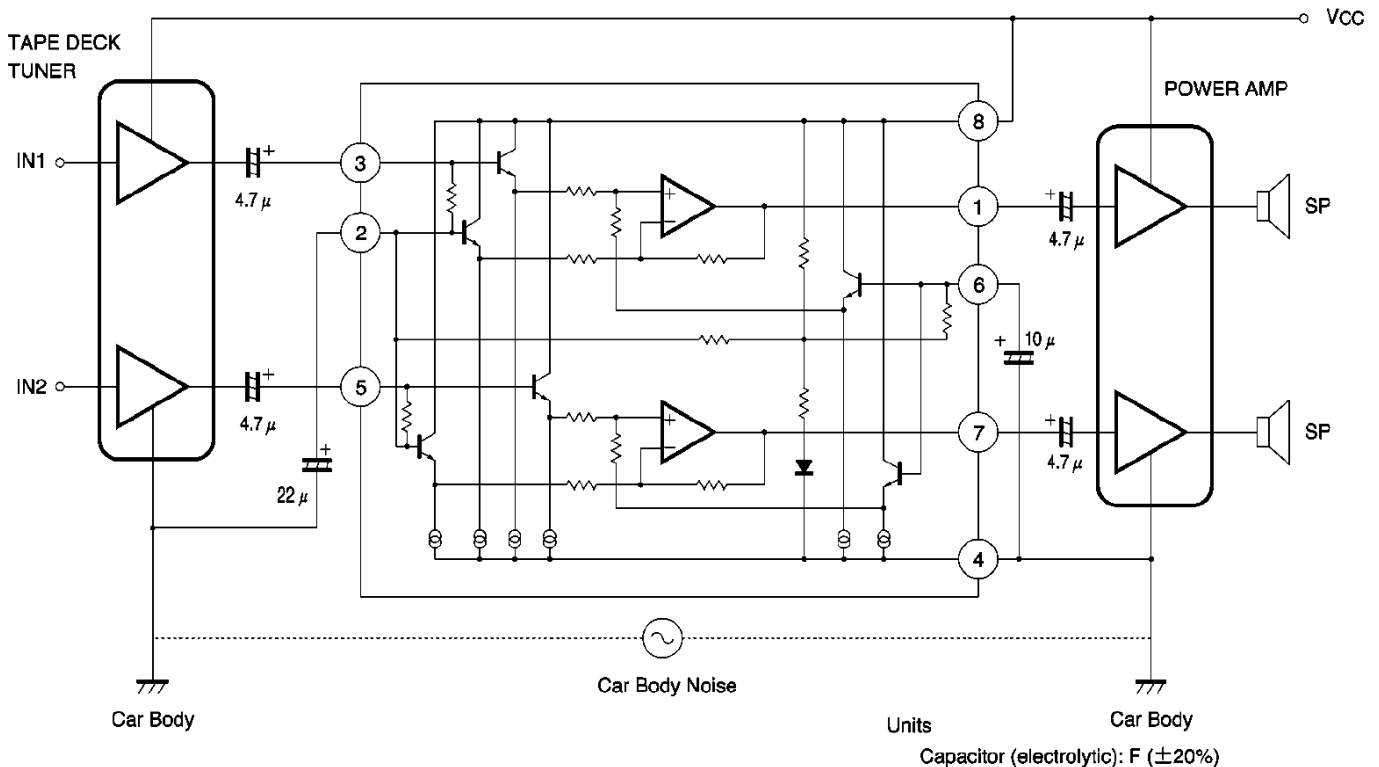 VCC
TAPE DECK
TUNER
POWER AMP
8
IN1
+
3
4.7 μ
+
−
1
+
4.7 μ
SP
2
6
+
10 μ
IN2
+
5
4.7 μ
+
−
7
+
4.7 μ
SP
+
22 μ
4
Car Body Noise
Car Body
Car Body
Units
Capacitor (electrolytic): F (±20%)